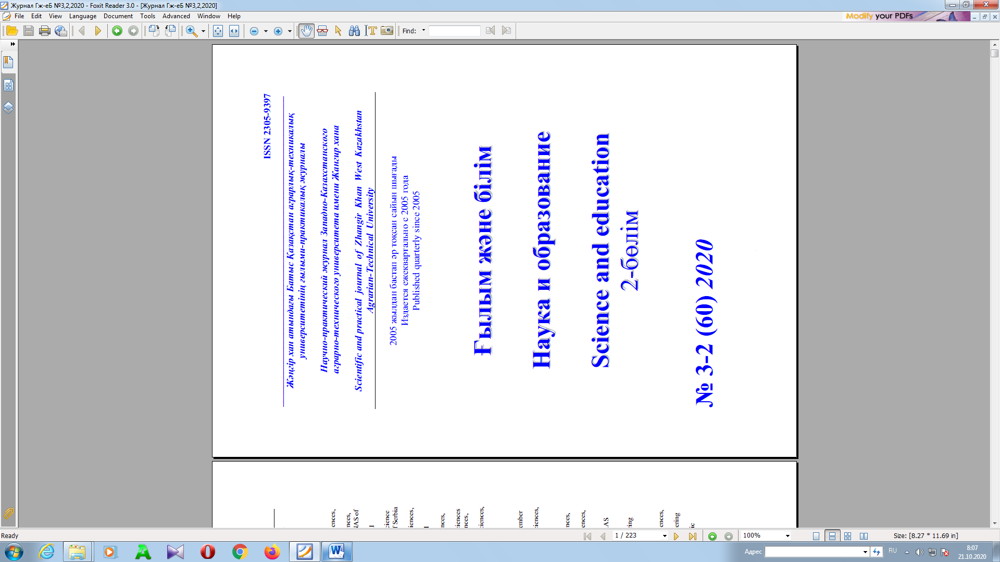 Журнал Гж-еБ №3,2,2020 - Foxit Reader 3.0 - [Журнал Гж-еБ №3,2,2020]
File Edit View Language Document Tools Advanced Window Help
Modify your PDFs
Find:
ISSN 2305-9397
Жәңгір хан атындағы Батыс Қазақстан аграрлық-техникалық
университетінің ғылыми-практикалық журналы
Научно-практический журнал Западно-Казахстанского
аграрно-технического университета имени Жангир хана
Scientific and practical journal of Zhangir Khan West Kazakhstan
Agrarian-Technical University
2005 жылдан бастап әр тоқсан сайын шығады
Издается ежеквартально с 2005 года
Published quarterly since 2005
Ғылым және білім
Наука и образование
Science and education
2-бөлім
№ 3-2 (60) 2020
ences,
ences,
NAS of
cience
f Serbia
iences,
nces,
ciences
nces,
ciences,
ember
iences,
nces,
ences,
AS
ring
ences,
ering
ic
Ready
1 / 223
100%
Size: [8.27 * 11.69 in]
Адрес
RU
8:07
21.10.2020